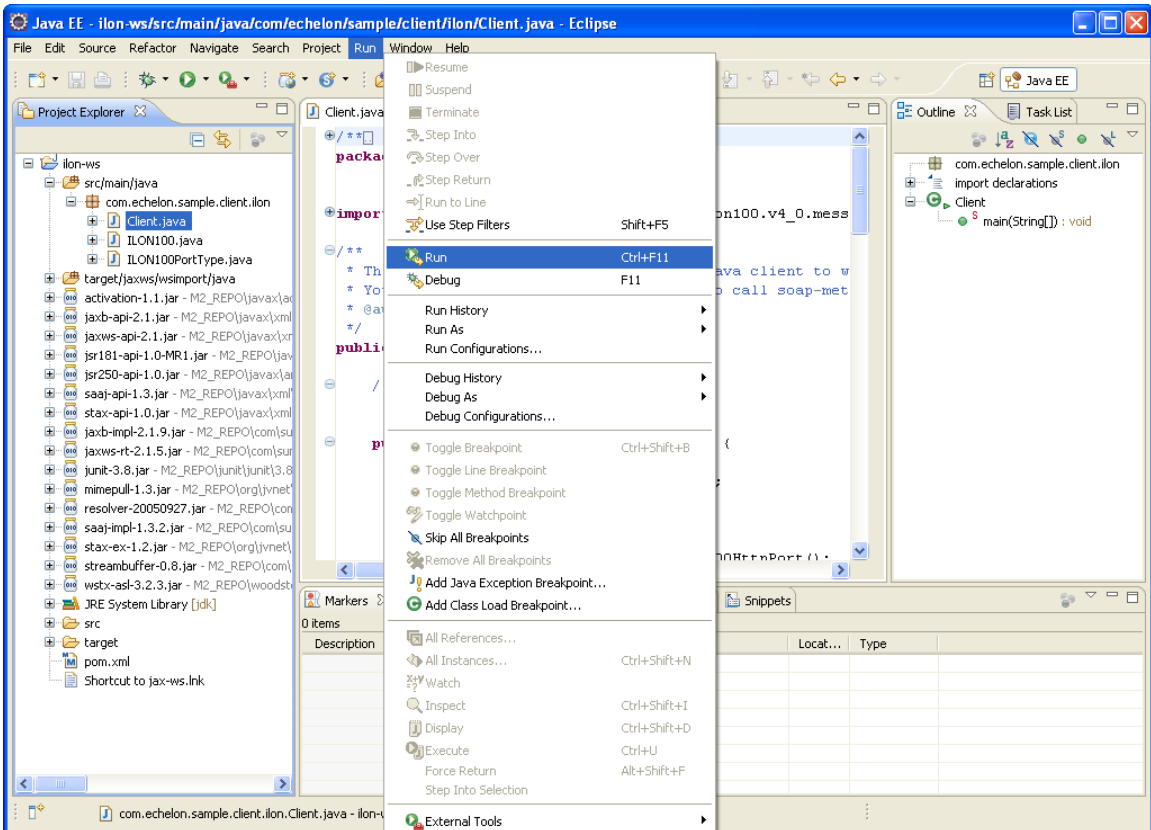 Java EE - ilon-ws/src/main/java/com/echelon/sample/client/ilon/Client.java - Eclipse
File Edit Source Refactor Navigate Search Project Run Window Help
Java EE
Project Explorer
ilon-ws
src/main/java
com.echelon.sample.client.ilon
Client.java
ILON100.java
ILON100PortType.java
target/jaxws/wsimport/java
activation-1.1.jar - M2_REPO\javax\ac
jaxb-api-2.1.jar - M2_REPO\javax\xml
jaxws-api-2.1.jar - M2_REPO\javax\xr
jsr181-api-1.0-MR1.jar - M2_REPO\jav
jsr250-api-1.0.jar - M2_REPO\javax\ar
saaj-api-1.3.jar - M2_REPO\javax\xml
stax-api-1.0.jar - M2_REPO\javax\xml
jaxb-impl-2.1.9.jar - M2_REPO\com\su
jaxws-rt-2.1.5.jar - M2_REPO\com\sur
junit-3.8.jar - M2_REPO\junit\junit\3.8
mimepull-1.3.jar - M2_REPO\org\jvnet
resolver-20050927.jar - M2_REPO\con
saaj-impl-1.3.2.jar - M2_REPO\com\su
stax-ex-1.2.jar - M2_REPO\org\jvnet\
streambuffer-0.8.jar - M2_REPO\com\
wstx-asl-3.2.3.jar - M2_REPO\woodst
JRE System Library [jdk]
src
target
pom.xml
Shortcut to jax-ws.lnk
Client.java
/**
packa
impor
on100.v4_0.mess
/**
* Th
ava client to w
* Yo
o call soap-met
* @a
*/
publi
/
pu
{
;
00HttpPort();
Resume
Suspend
Terminate
Step Into
Step Over
Step Return
Run to Line
Use Step Filters Shift+F5
Run Ctrl+F11
Debug F11
Run History
Run As
Run Configurations...
Debug History
Debug As
Debug Configurations...
Toggle Breakpoint Ctrl+Shift+B
Toggle Line Breakpoint
Toggle Method Breakpoint
Toggle Watchpoint
Skip All Breakpoints
Remove All Breakpoints
Add Java Exception Breakpoint...
Add Class Load Breakpoint...
All References...
All Instances... Ctrl+Shift+N
Watch
Inspect Ctrl+Shift+I
Display Ctrl+Shift+D
Execute Ctrl+U
Force Return Alt+Shift+F
Step Into Selection
External Tools
Outline Task List
com.echelon.sample.client.ilon
import declarations
Client
main(String[]) : void
Markers Snippets
0 items
Description Locat... Type
com.echelon.sample.client.ilon.Client.java - ilon-w